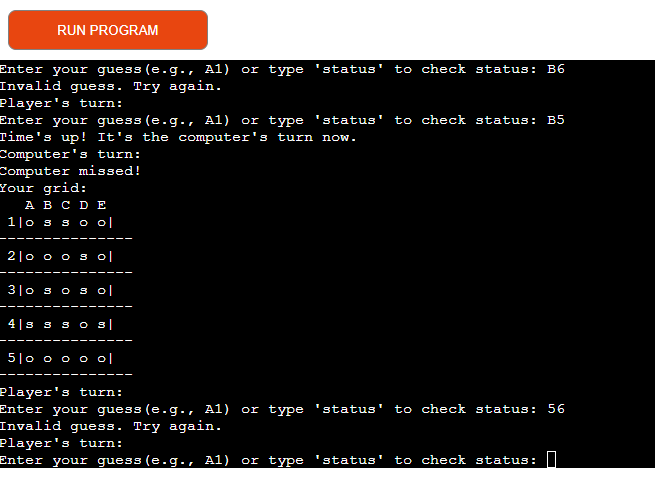 RUN PROGRAM
Enter your guess(e.g., A1) or type 'status' to check status: B6
Invalid guess. Try again.
Player's turn:
Enter your guess(e.g., A1) or type 'status' to check status: B5
Time's up! It's the computer's turn now.
Computer's turn:
Computer missed!
Your grid:
   A B C D E
 1|o s s o o|
---------------
 2|o o o s o|
---------------
 3|o s o s o|
---------------
 4|s s s o s|
---------------
 5|o o o o o|
---------------
Player's turn:
Enter your guess(e.g., A1) or type 'status' to check status: 56
Invalid guess. Try again.
Player's turn:
Enter your guess(e.g., A1) or type 'status' to check status: